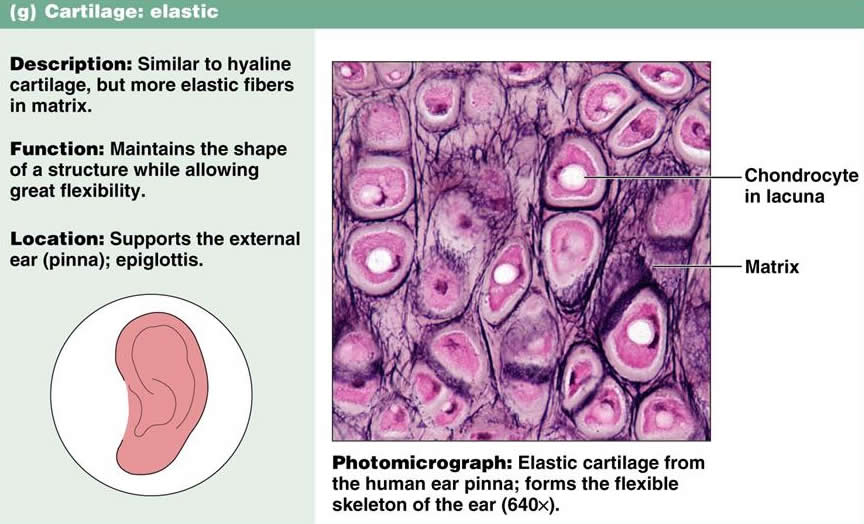 (g) Cartilage: elastic
Description: Similar to hyaline
cartilage, but more elastic fibers
in matrix.
Function: Maintains the shape
of a structure while allowing
great flexibility.
Location: Supports the external
ear (pinna); epiglottis.
Chondrocyte
in lacuna
Matrix
Photomicrograph: Elastic cartilage from
the human ear pinna; forms the flexible
skeleton of the ear (640×).